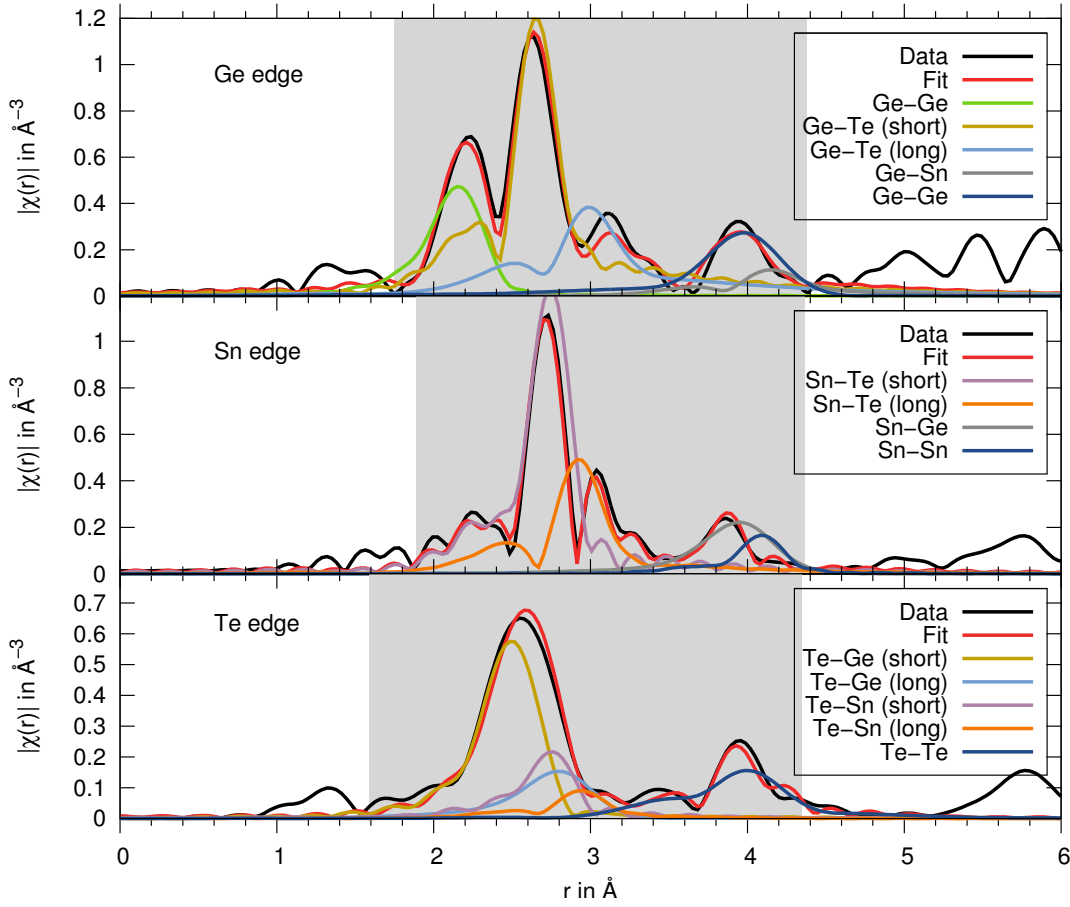 |χ(r)| in Å⁻³
1.2
1
0.8
0.6
0.4
0.2
0
Ge edge
Data
Fit
Ge−Ge
Ge−Te (short)
Ge−Te (long)
Ge−Sn
Ge−Ge
|χ(r)| in Å⁻³
1
0.8
0.6
0.4
0.2
0
Sn edge
Data
Fit
Sn−Te (short)
Sn−Te (long)
Sn−Ge
Sn−Sn
|χ(r)| in Å⁻³
0.7
0.6
0.5
0.4
0.3
0.2
0.1
0
Te edge
Data
Fit
Te−Ge (short)
Te−Ge (long)
Te−Sn (short)
Te−Sn (long)
Te−Te
0 1 2 3 4 5 6
r in Å